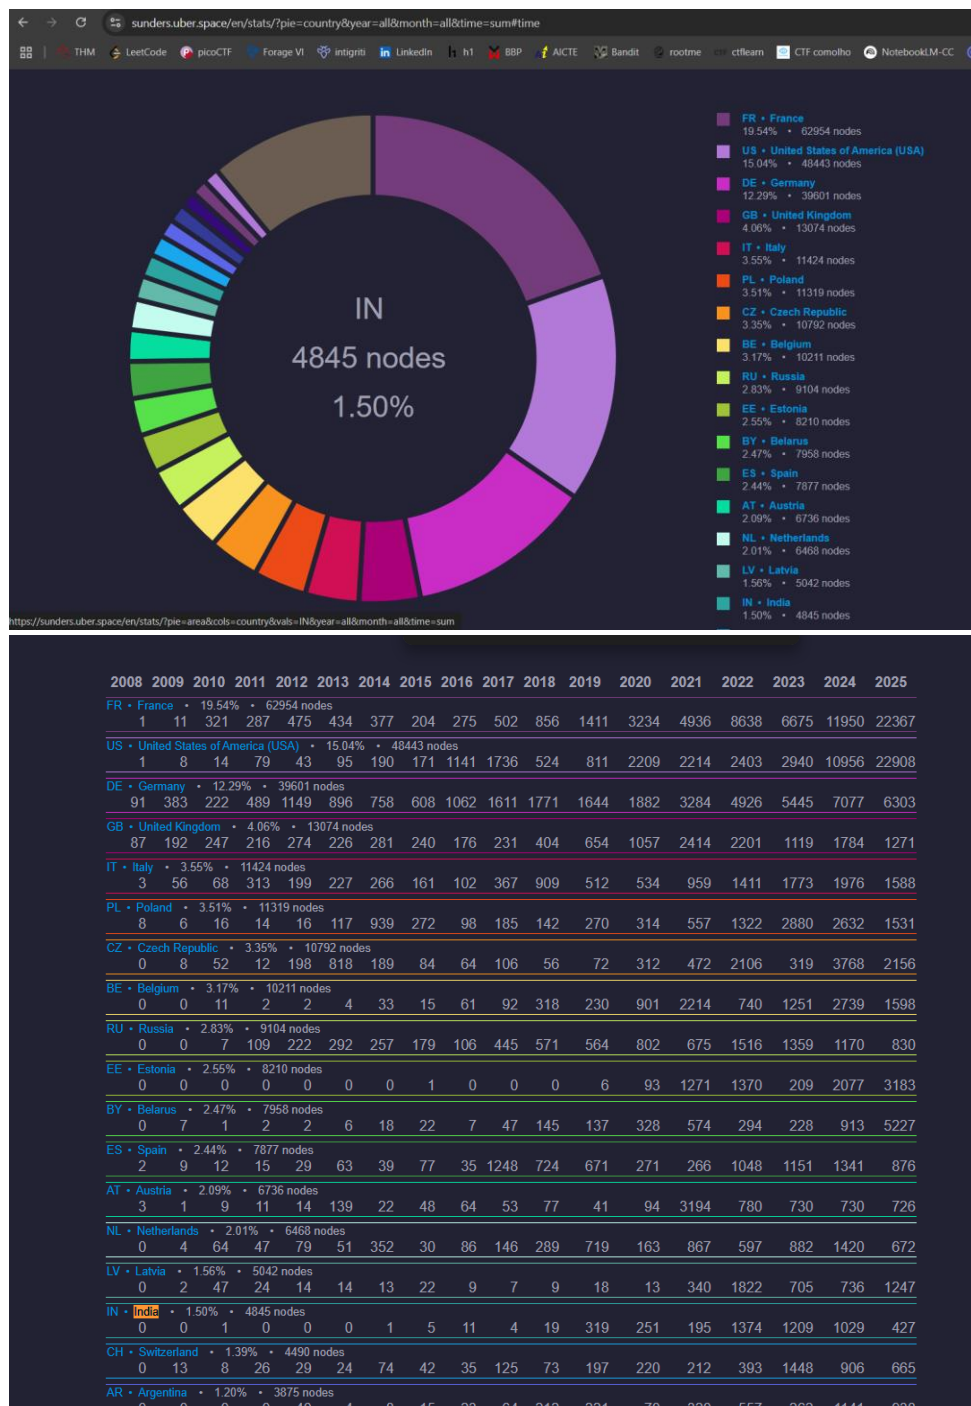 sunders.uber.space/en/stats/?pie=country&year=all&month=all&time=sum#time
THM LeetCode picoCTF Forage VI intigriti LinkedIn h1 BBP AICTE Bandit rootme ctflearn CTF comolho NotebookLM-CC
IN
4845 nodes
1.50%
FR • France
19.54% • 62954 nodes
US • United States of America (USA)
15.04% • 48443 nodes
DE • Germany
12.29% • 39601 nodes
GB • United Kingdom
4.06% • 13074 nodes
IT • Italy
3.55% • 11424 nodes
PL • Poland
3.51% • 11319 nodes
CZ • Czech Republic
3.35% • 10792 nodes
BE • Belgium
3.17% • 10211 nodes
RU • Russia
2.83% • 9104 nodes
EE • Estonia
2.55% • 8210 nodes
BY • Belarus
2.47% • 7958 nodes
ES • Spain
2.44% • 7877 nodes
AT • Austria
2.09% • 6736 nodes
NL • Netherlands
2.01% • 6468 nodes
LV • Latvia
1.56% • 5042 nodes
IN • India
1.50% • 4845 nodes
https://sunders.uber.space/en/stats/?pie=area&cols=country&vals=IN&year=all&month=all&time=sum
2008 2009 2010 2011 2012 2013 2014 2015 2016 2017 2018 2019 2020 2021 2022 2023 2024 2025
FR • France • 19.54% • 62954 nodes
1 11 321 287 475 434 377 204 275 502 856 1411 3234 4936 8638 6675 11950 22367
US • United States of America (USA) • 15.04% • 48443 nodes
1 8 14 79 43 95 190 171 1141 1736 524 811 2209 2214 2403 2940 10956 22908
DE • Germany • 12.29% • 39601 nodes
91 383 222 489 1149 896 758 608 1062 1611 1771 1644 1882 3284 4926 5445 7077 6303
GB • United Kingdom • 4.06% • 13074 nodes
87 192 247 216 274 226 281 240 176 231 404 654 1057 2414 2201 1119 1784 1271
IT • Italy • 3.55% • 11424 nodes
3 56 68 313 199 227 266 161 102 367 909 512 534 959 1411 1773 1976 1588
PL • Poland • 3.51% • 11319 nodes
8 6 16 14 16 117 939 272 98 185 142 270 314 557 1322 2880 2632 1531
CZ • Czech Republic • 3.35% • 10792 nodes
0 8 52 12 198 818 189 84 64 106 56 72 312 472 2106 319 3768 2156
BE • Belgium • 3.17% • 10211 nodes
0 0 11 2 2 4 33 15 61 92 318 230 901 2214 740 1251 2739 1598
RU • Russia • 2.83% • 9104 nodes
0 0 7 109 222 292 257 179 106 445 571 564 802 675 1516 1359 1170 830
EE • Estonia • 2.55% • 8210 nodes
0 0 0 0 0 0 0 1 0 0 0 6 93 1271 1370 209 2077 3183
BY • Belarus • 2.47% • 7958 nodes
0 7 1 2 2 6 18 22 7 47 145 137 328 574 294 228 913 5227
ES • Spain • 2.44% • 7877 nodes
2 9 12 15 29 63 39 77 35 1248 724 671 271 266 1048 1151 1341 876
AT • Austria • 2.09% • 6736 nodes
3 1 9 11 14 139 22 48 64 53 77 41 94 3194 780 730 730 726
NL • Netherlands • 2.01% • 6468 nodes
0 4 64 47 79 51 352 30 86 146 289 719 163 867 597 882 1420 672
LV • Latvia • 1.56% • 5042 nodes
0 2 47 24 14 14 13 22 9 7 9 18 13 340 1822 705 736 1247
IN • India • 1.50% • 4845 nodes
0 0 1 0 0 0 1 5 11 4 19 319 251 195 1374 1209 1029 427
CH • Switzerland • 1.39% • 4490 nodes
0 13 8 26 29 24 74 42 35 125 73 197 220 212 393 1448 906 665
AR • Argentina • 1.20% • 3875 nodes